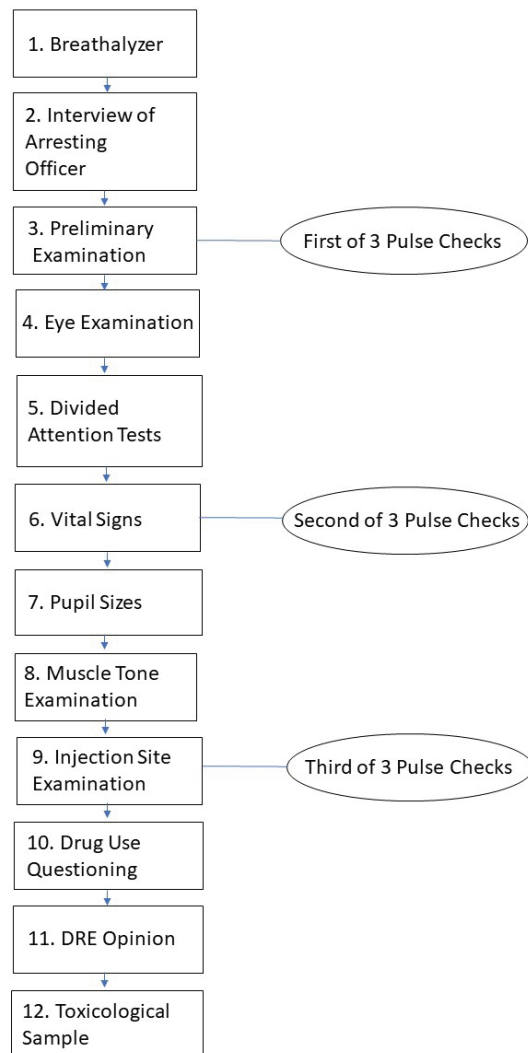 1. Breathalyzer
2. Interview of
Arresting
Officer
3. Preliminary
Examination
First of 3 Pulse Checks
4. Eye Examination
5. Divided
Attention Tests
6. Vital Signs
Second of 3 Pulse Checks
7. Pupil Sizes
8. Muscle Tone
Examination
9. Injection Site
Examination
Third of 3 Pulse Checks
10. Drug Use
Questioning
11. DRE Opinion
12. Toxicological
Sample